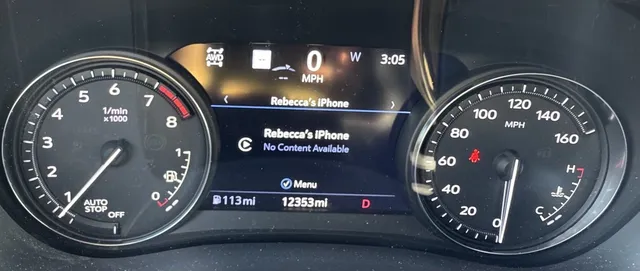 AWD 0 W 3:05
MPH
Rebecca's iPhone
Rebecca's iPhone
No Content Available
Menu
113mi 12353mi D
1/min
x1000
1 2 3 4 5 6 7 8
AUTO
STOP
OFF
1
0
0 20 40 60 80 100 120 140 160
MPH
H
C